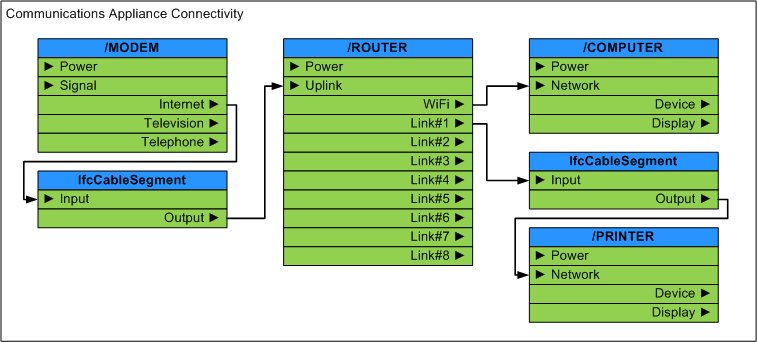 Communications Appliance Connectivity
/MODEM
► Power
► Signal
Internet ►
Television ►
Telephone ►
IfcCableSegment
► Input
Output ►
/ROUTER
► Power
► Uplink
WiFi ►
Link#1 ►
Link#2 ►
Link#3 ►
Link#4 ►
Link#5 ►
Link#6 ►
Link#7 ►
Link#8 ►
/COMPUTER
► Power
► Network
Device ►
Display ►
IfcCableSegment
► Input
Output ►
/PRINTER
► Power
► Network
Device ►
Display ►